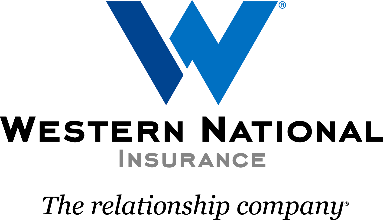 W®
WESTERN NATIONAL
INSURANCE
The relationship company